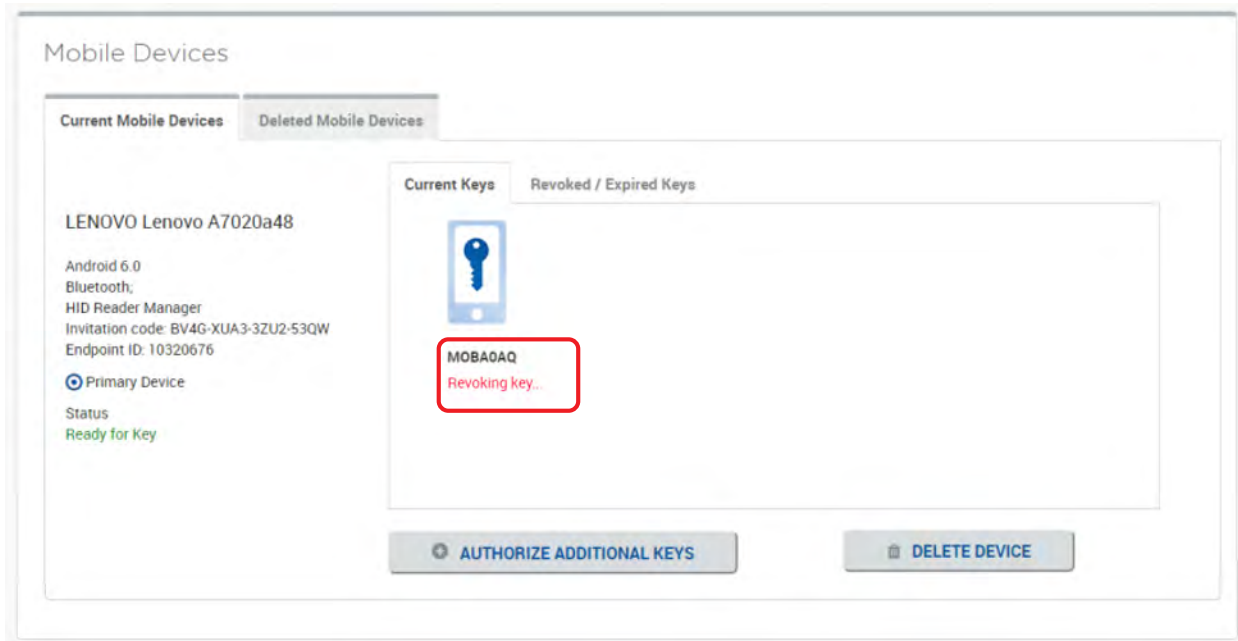 Mobile Devices
Current Mobile Devices
Deleted Mobile Devices
Current Keys
Revoked / Expired Keys
LENOVO Lenovo A7020a48
Android 6.0
Bluetooth;
HID Reader Manager
Invitation code: BV4G-XUA3-3ZU2-53QW
Endpoint ID: 10320676
Primary Device
Status
Ready for Key
MOBA0AQ
Revoking key..
AUTHORIZE ADDITIONAL KEYS
DELETE DEVICE